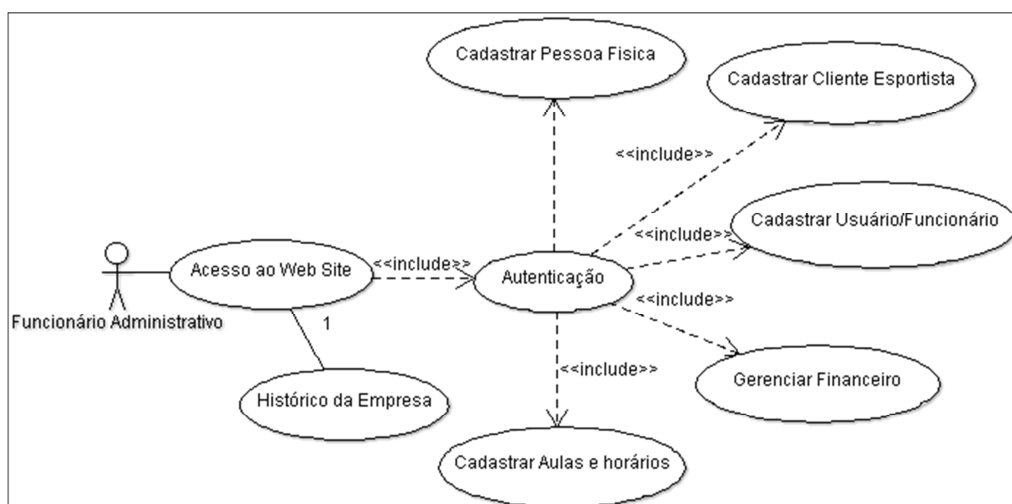 Cadastrar Pessoa Fisica
Cadastrar Cliente Esportista
<<include>>
Cadastrar Usuário/Funcionário
<<include>>
Acesso ao Web Site
<<include>>
Autenticação
Funcionário Administrativo
1
<<include>>
Histórico da Empresa
<<include>>
Gerenciar Financeiro
Cadastrar Aulas e horários